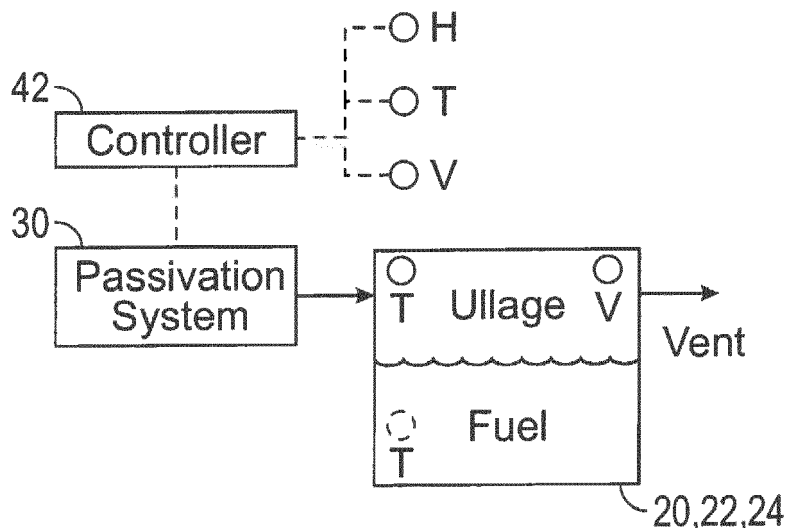 H
42
T
Controller
V
30
Passivation
System
T Ullage V
Vent
Fuel
T
20,22,24